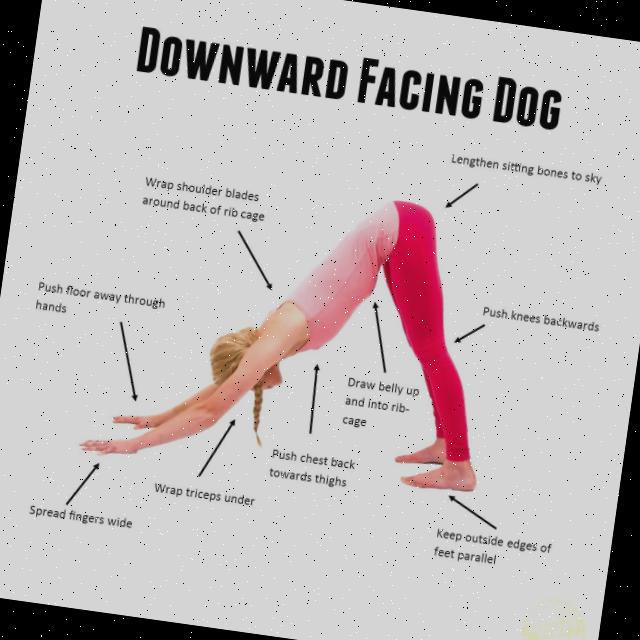 Downward Facing Dog
Lengthen sitting bones to sky
Wrap shoulder blades
around back of rib cage
Push floor away through
hands
Push knees backwards
Draw belly up
and into rib-
cage
Push chest back
towards thighs
Wrap triceps under
Spread fingers wide
Keep outside edges of
feet parallel